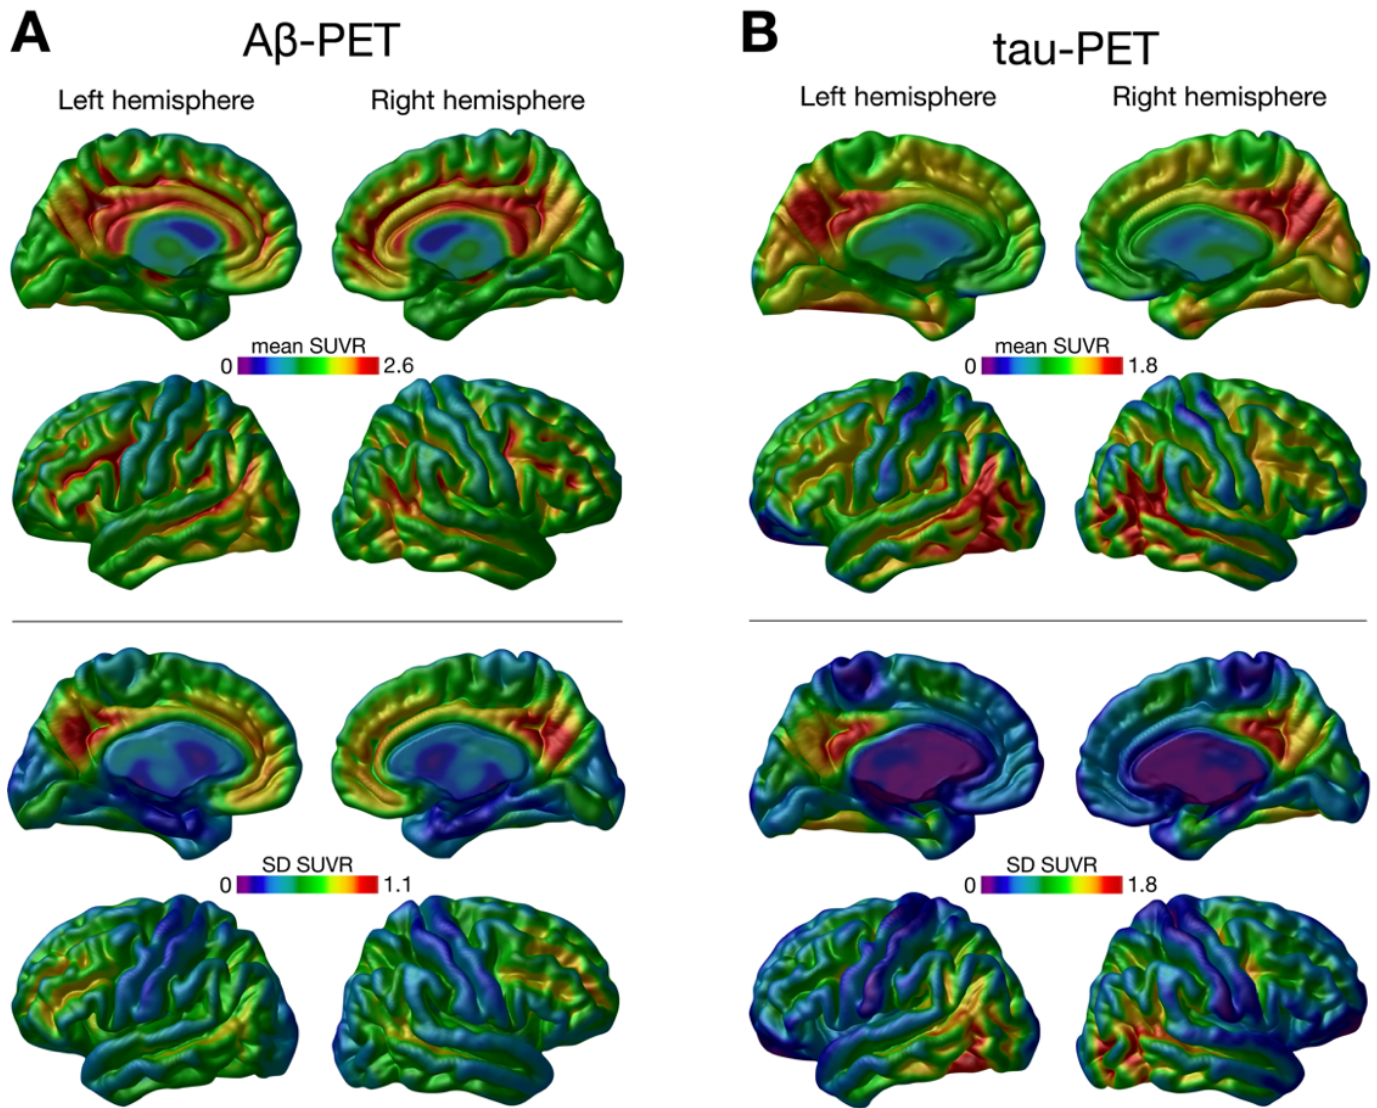 A
Aβ-PET
Left hemisphere
Right hemisphere
mean SUVR
0
2.6
SD SUVR
0
1.1
B
tau-PET
Left hemisphere
Right hemisphere
mean SUVR
0
1.8
SD SUVR
0
1.8